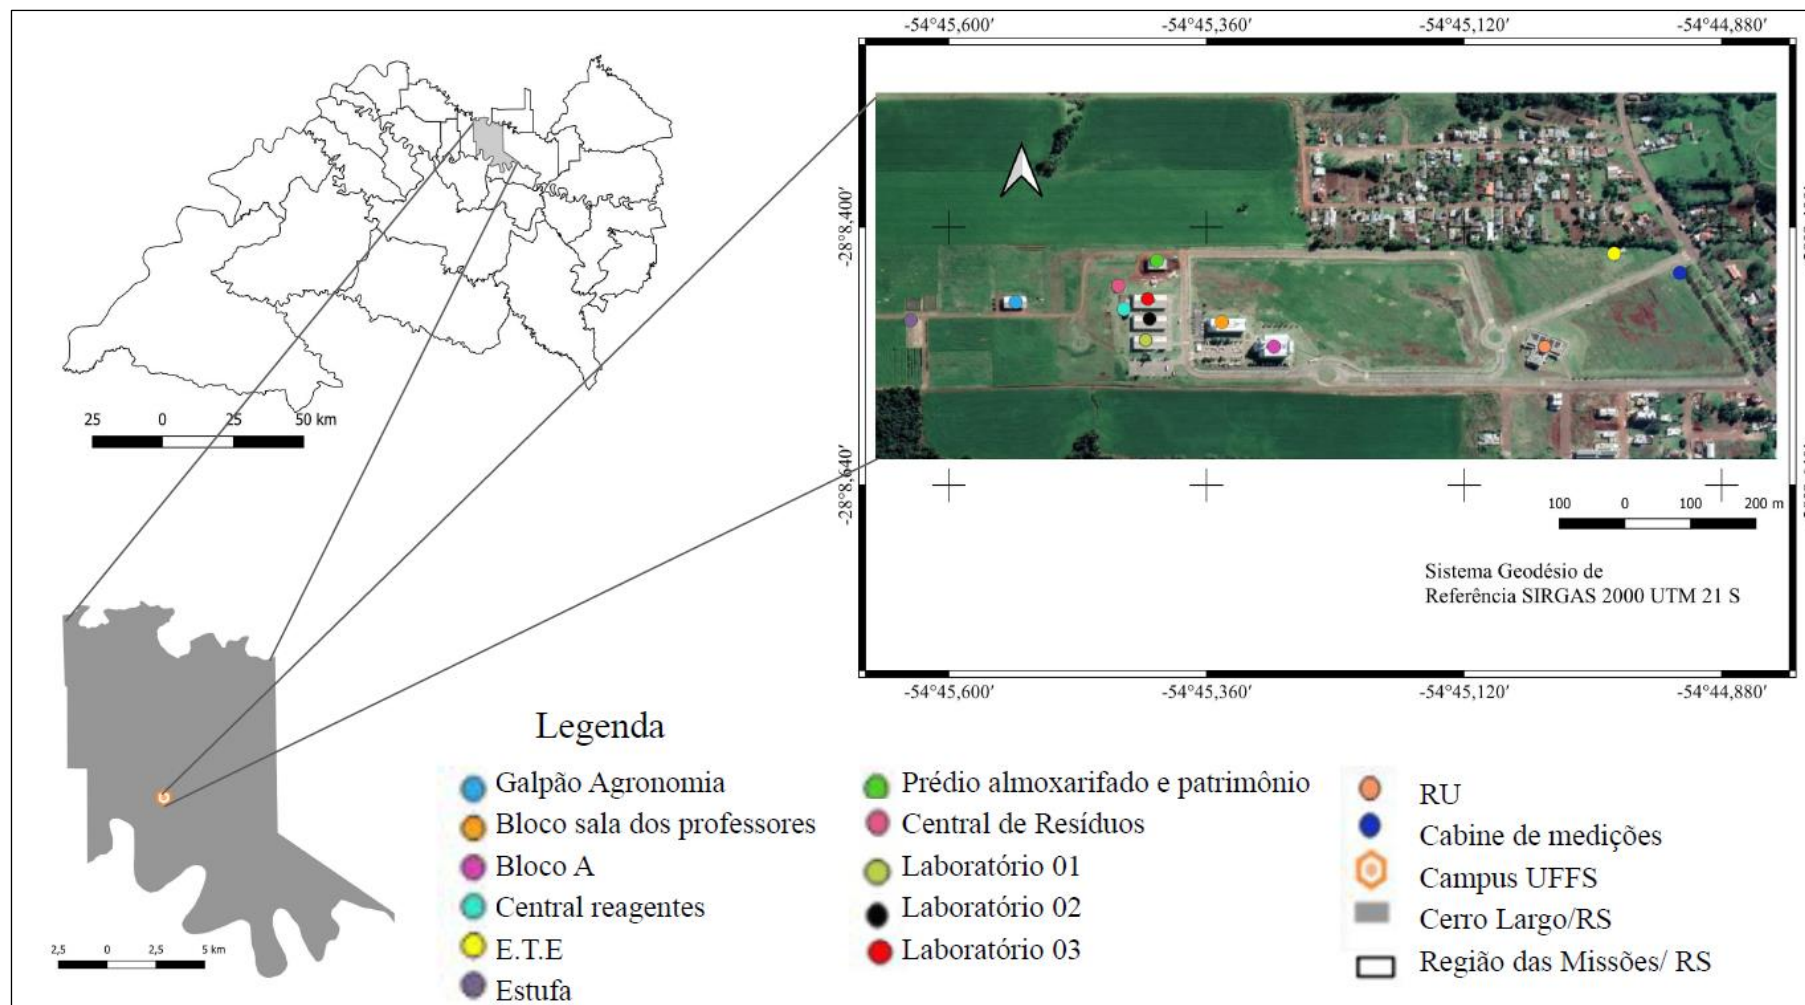 -54°45,600′ -54°45,360′ -54°45,120′ -54°44,880′
-28°8,400′
-28°8,640′
25 0 25 50 km
100 0 100 200 m
Sistema Geodésio de
Referência SIRGAS 2000 UTM 21 S
-54°45,600′ -54°45,360′ -54°45,120′ -54°44,880′
2,5 0 2,5 5 km
Legenda
Galpão Agronomia
Bloco sala dos professores
Bloco A
Central reagentes
E.T.E
Estufa
Prédio almoxarifado e patrimônio
Central de Resíduos
Laboratório 01
Laboratório 02
Laboratório 03
RU
Cabine de medições
Campus UFFS
Cerro Largo/RS
Região das Missões/ RS